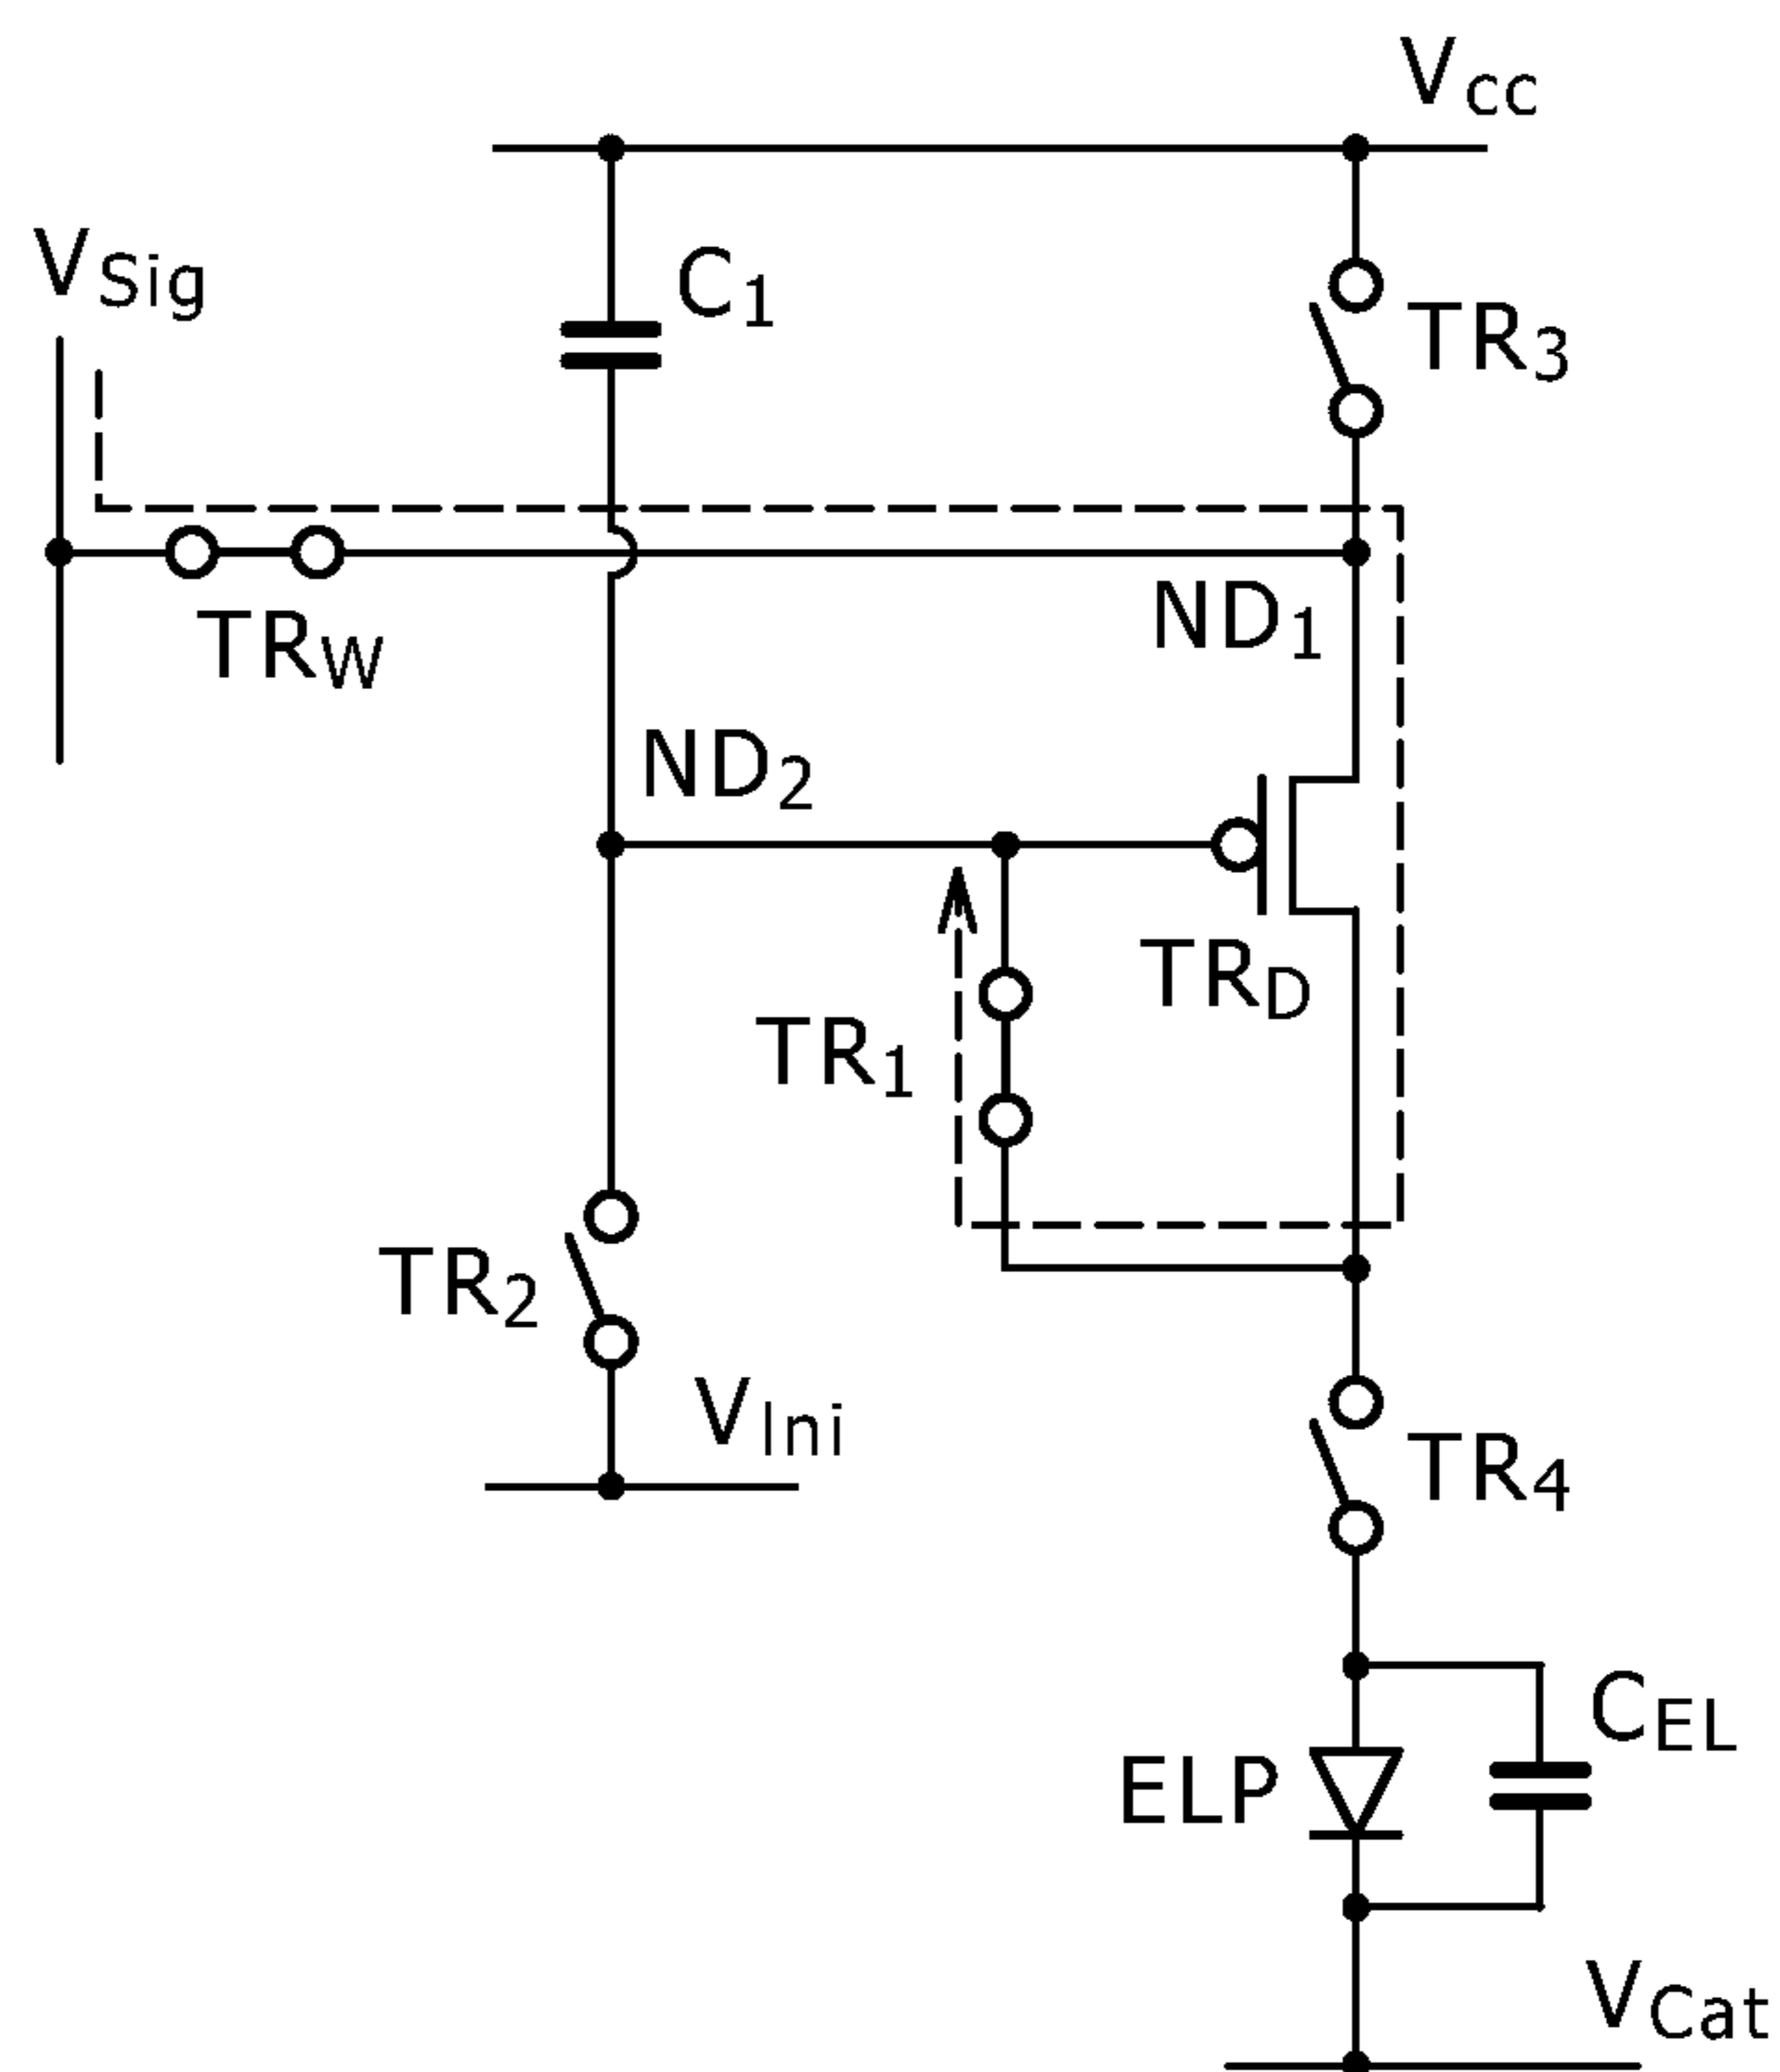 Vcc
VSig
C1
TR3
TRW
ND1
ND2
TRD
TR1
TR2
VIni
TR4
CEL
ELP
VCat